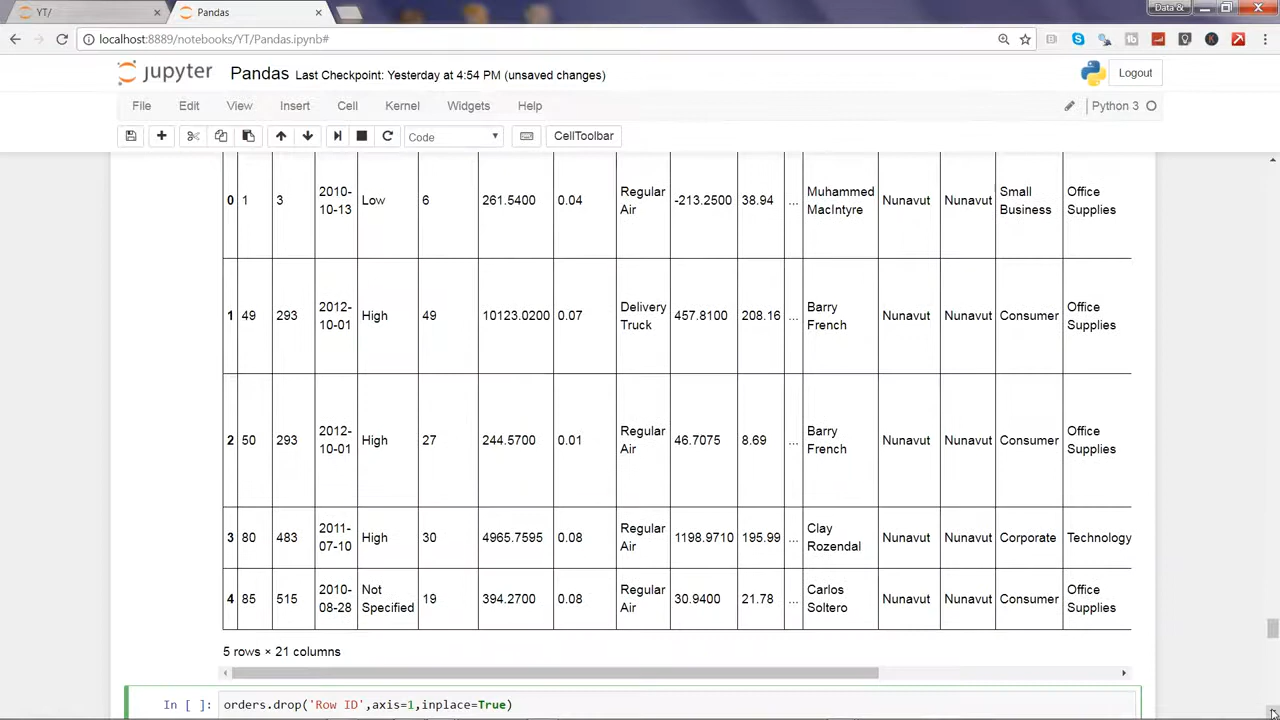 YT/ Pandas Data &
localhost:8889/notebooks/YT/Pandas.ipynb#
jupyter Pandas Last Checkpoint: Yesterday at 4:54 PM (unsaved changes) Logout
File Edit View Insert Cell Kernel Widgets Help Python 3
Code CellToolbar
0 1 3 2010-10-13 Low 6 261.5400 0.04 Regular Air -213.2500 38.94 ... Muhammed MacIntyre Nunavut Nunavut Small Business Office Supplies
1 49 293 2012-10-01 High 49 10123.0200 0.07 Delivery Truck 457.8100 208.16 ... Barry French Nunavut Nunavut Consumer Office Supplies
2 50 293 2012-10-01 High 27 244.5700 0.01 Regular Air 46.7075 8.69 ... Barry French Nunavut Nunavut Consumer Office Supplies
3 80 483 2011-07-10 High 30 4965.7595 0.08 Regular Air 1198.9710 195.99 ... Clay Rozendal Nunavut Nunavut Corporate Technology
4 85 515 2010-08-28 Not Specified 19 394.2700 0.08 Regular Air 30.9400 21.78 ... Carlos Soltero Nunavut Nunavut Consumer Office Supplies
5 rows × 21 columns
In [ ]: orders.drop('Row ID',axis=1,inplace=True)